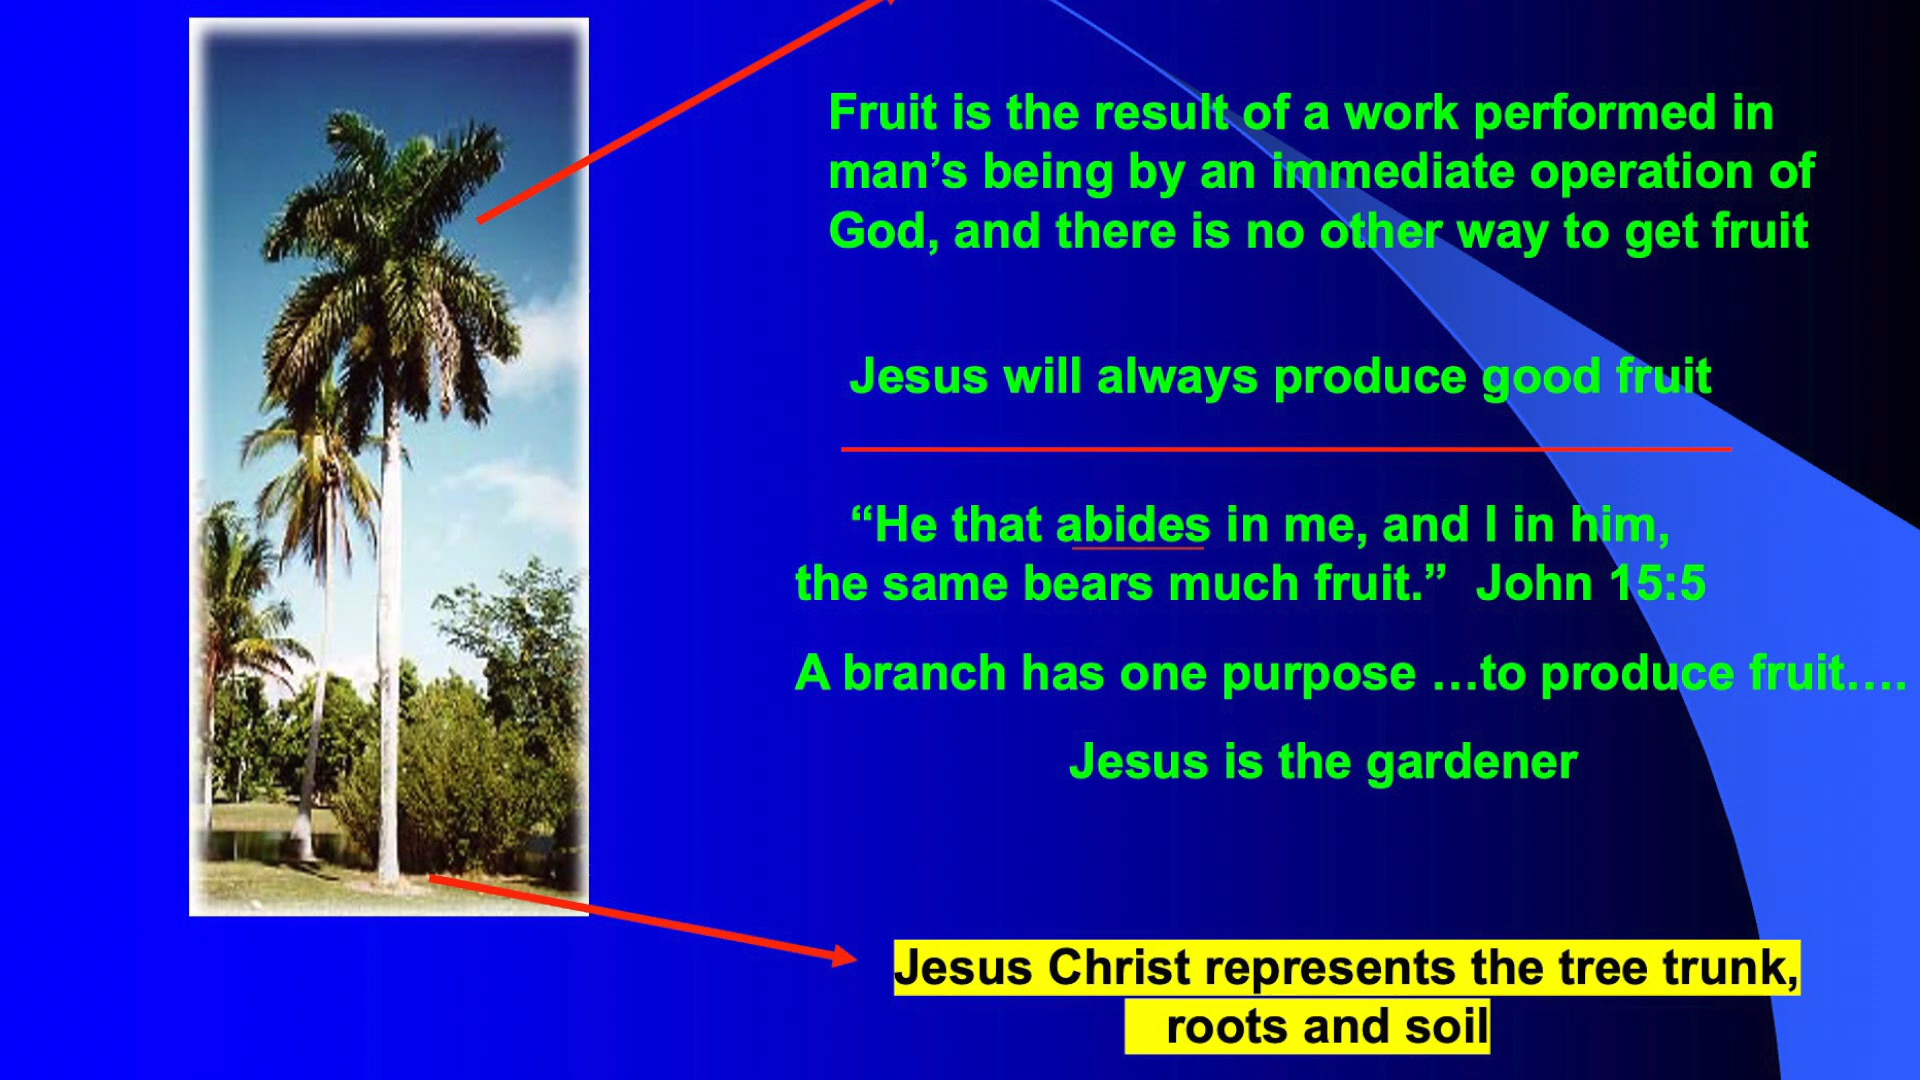 Fruit is the result of a work performed in
man’s being by an immediate operation of
God, and there is no other way to get fruit
Jesus will always produce good fruit
“He that abides in me, and I in him,
the same bears much fruit.” John 15:5
A branch has one purpose …to produce fruit….
Jesus is the gardener
Jesus Christ represents the tree trunk,
roots and soil